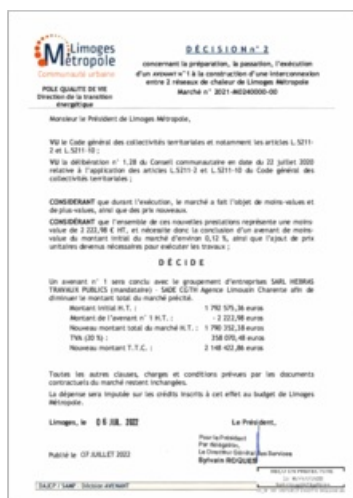 Limoges
Métropole
Communauté urbaine
POLE QUALITE DE VIE
Direction de la transition
énergétique
DÉCISION n° 2
concernant la préparation, la passation, l'exécution
d'un AVENANT n°1 à la construction d'une interconnexion
entre 2 réseaux de chaleur de Limoges Métropole
Marché n° 2021-M0240000-00
Monsieur le Président de Limoges Métropole,
VU le Code général des collectivités territoriales et notamment les articles L.5211-
2 et L.5211-10 ;
VU la délibération n° 1.28 du Conseil communautaire en date du 22 juillet 2020
relative à l'application des articles L.5211-2 et L.5211-10 du Code général des
collectivités territoriales ;
CONSIDÉRANT que durant l'exécution, le marché a fait l'objet de moins-values et
de plus-values, ainsi que des prix nouveaux.
CONSIDÉRANT que l'ensemble de ces nouvelles prestations représente une moins-
value de 2 222,98 € HT, et nécessite donc la conclusion d'un avenant de moins-
value du montant initial du marché d'environ 0,12 %, ainsi que l'ajout de prix
unitaires devenus nécessaires pour exécuter les travaux ;
DÉCIDE
Un avenant n° 1 sera conclu avec le groupement d'entreprises SARL HEBRAS
TRAVAUX PUBLICS (mandataire) - SADE CGTH Agence Limousin Charente afin de
diminuer le montant total du marché précité.
Montant initial H.T. : 1 792 575,36 euros
Montant de l'avenant n° 1 H.T. : - 2 222,98 euros
Nouveau montant total du marché H.T. : 1 790 352,38 euros
TVA (20 %) : 358 070,48 euros
Nouveau montant T.T.C. : 2 148 422,86 euros
Toutes les autres clauses, charges et conditions prévues par les documents
contractuels du marché restent inchangées.
La dépense sera imputée sur les crédits inscrits à cet effet au budget de Limoges
Métropole.
Limoges, le 06 JUIL. 2022
Le Président,
Pour le Président
Par délégation,
Le Directeur Général des Services
Sylvain ROQUES
Publié le 07 JUILLET 2022
REÇU EN PREFECTURE
DAJEP / SAMF - Décision AVENANT